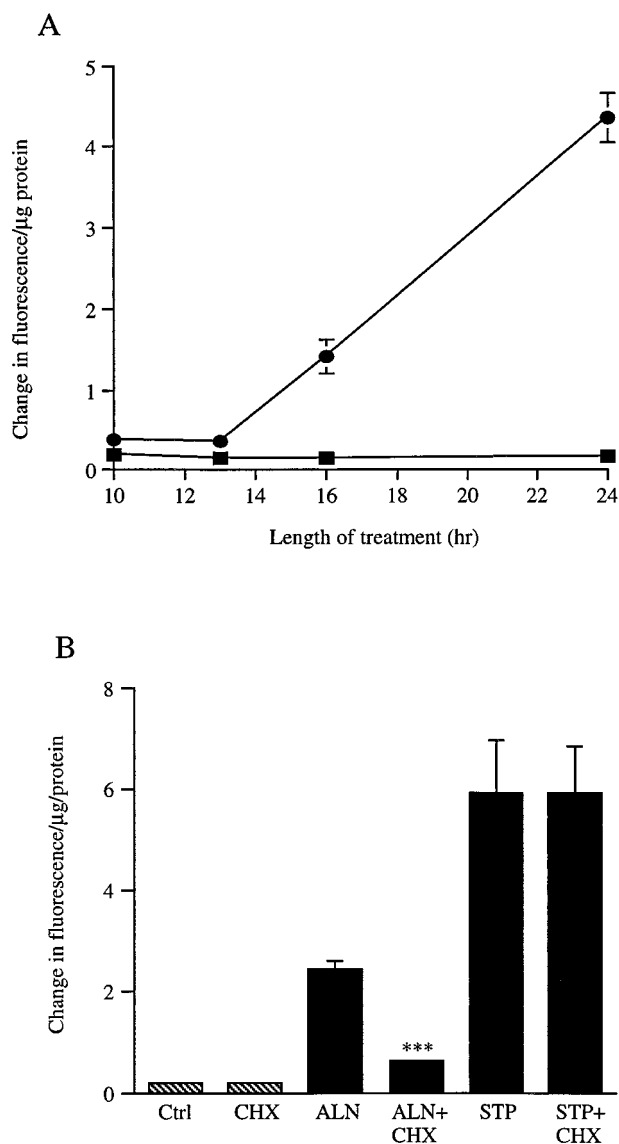 A
Change in fluorescence/µg protein
5
4
3
2
1
0
10 12 14 16 18 20 22 24
Length of treatment (hr)
B
Change in fluorescence/µg/protein
8
6
4
2
0
***
Ctrl CHX ALN ALN+ STP STP+
CHX CHX